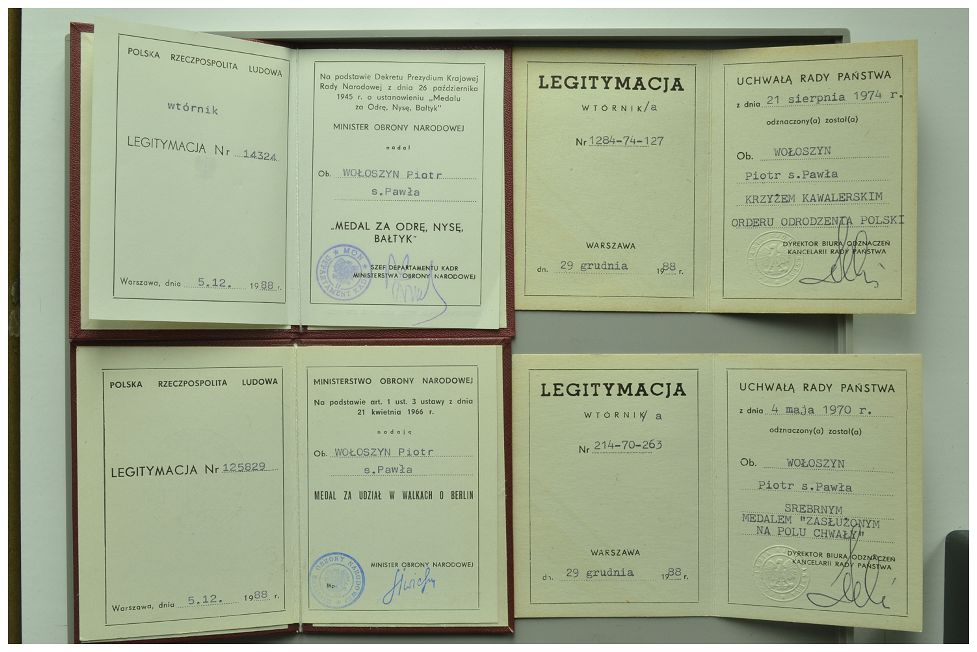 POLSKA RZECZPOSPOLITA LUDOWA
wtórnik
LEGITYMACJA Nr 14324
Warszawa, dnia 5.12. 1988 r.
Na podstawie Dekretu Prezydium Krajowej
Rady Narodowej z dnia 26 października
1945 r. o ustanowieniu „Medalu
za Odrę, Nysę, Bałtyk"
MINISTER OBRONY NARODOWEJ
nadał
Ob. WOŁOSZYN Piotr
s.Pawła
„MEDAL ZA ODRĘ, NYSĘ,
BAŁTYK"
SZEF DEPARTAMENTU KADR
MINISTERSTWA OBRONY NARODOWEJ
LEGITYMACJA
WTÓRNIK/a
Nr 1284-74-127
WARSZAWA
dn. 29 grudnia 1988 r.
UCHWAŁĄ RADY PAŃSTWA
z dnia 21 sierpnia 1974 r.
odznaczony(a) został(a)
Ob. WOŁOSZYN
Piotr s.Pawła
KRZYŻEM KAWALERSKIM
ORDERU ODRODZENIA POLSKI
DYREKTOR BIURA ODZNACZEŃ
KANCELARII RADY PAŃSTWA
POLSKA RZECZPOSPOLITA LUDOWA
LEGITYMACJA Nr 125829
Warszawa, dnia 5.12. 1988 r.
MINISTERSTWO OBRONY NARODOWEJ
Na podstawie art. 1 ust. 3 ustawy z dnia
21 kwietnia 1966 r.
nadaję
Ob. WOŁOSZYN Piotr
s.Pawła
MEDAL ZA UDZIAŁ W WALKACH O BERLIN
MINISTER OBRONY NARODOWEJ
LEGITYMACJA
WTÓRNIK/a
Nr 214-70-263
WARSZAWA
dn. 29 grudnia 1988 r.
UCHWAŁĄ RADY PAŃSTWA
z dnia 4 maja 1970 r.
odznaczony(a) został(a)
Ob. WOŁOSZYN
Piotr s.Pawła
SREBRNYM
MEDALEM "ZASŁUŻONYM
NA POLU CHWAŁY"
DYREKTOR BIURA ODZNACZEŃ
KANCELARII RADY PAŃSTWA